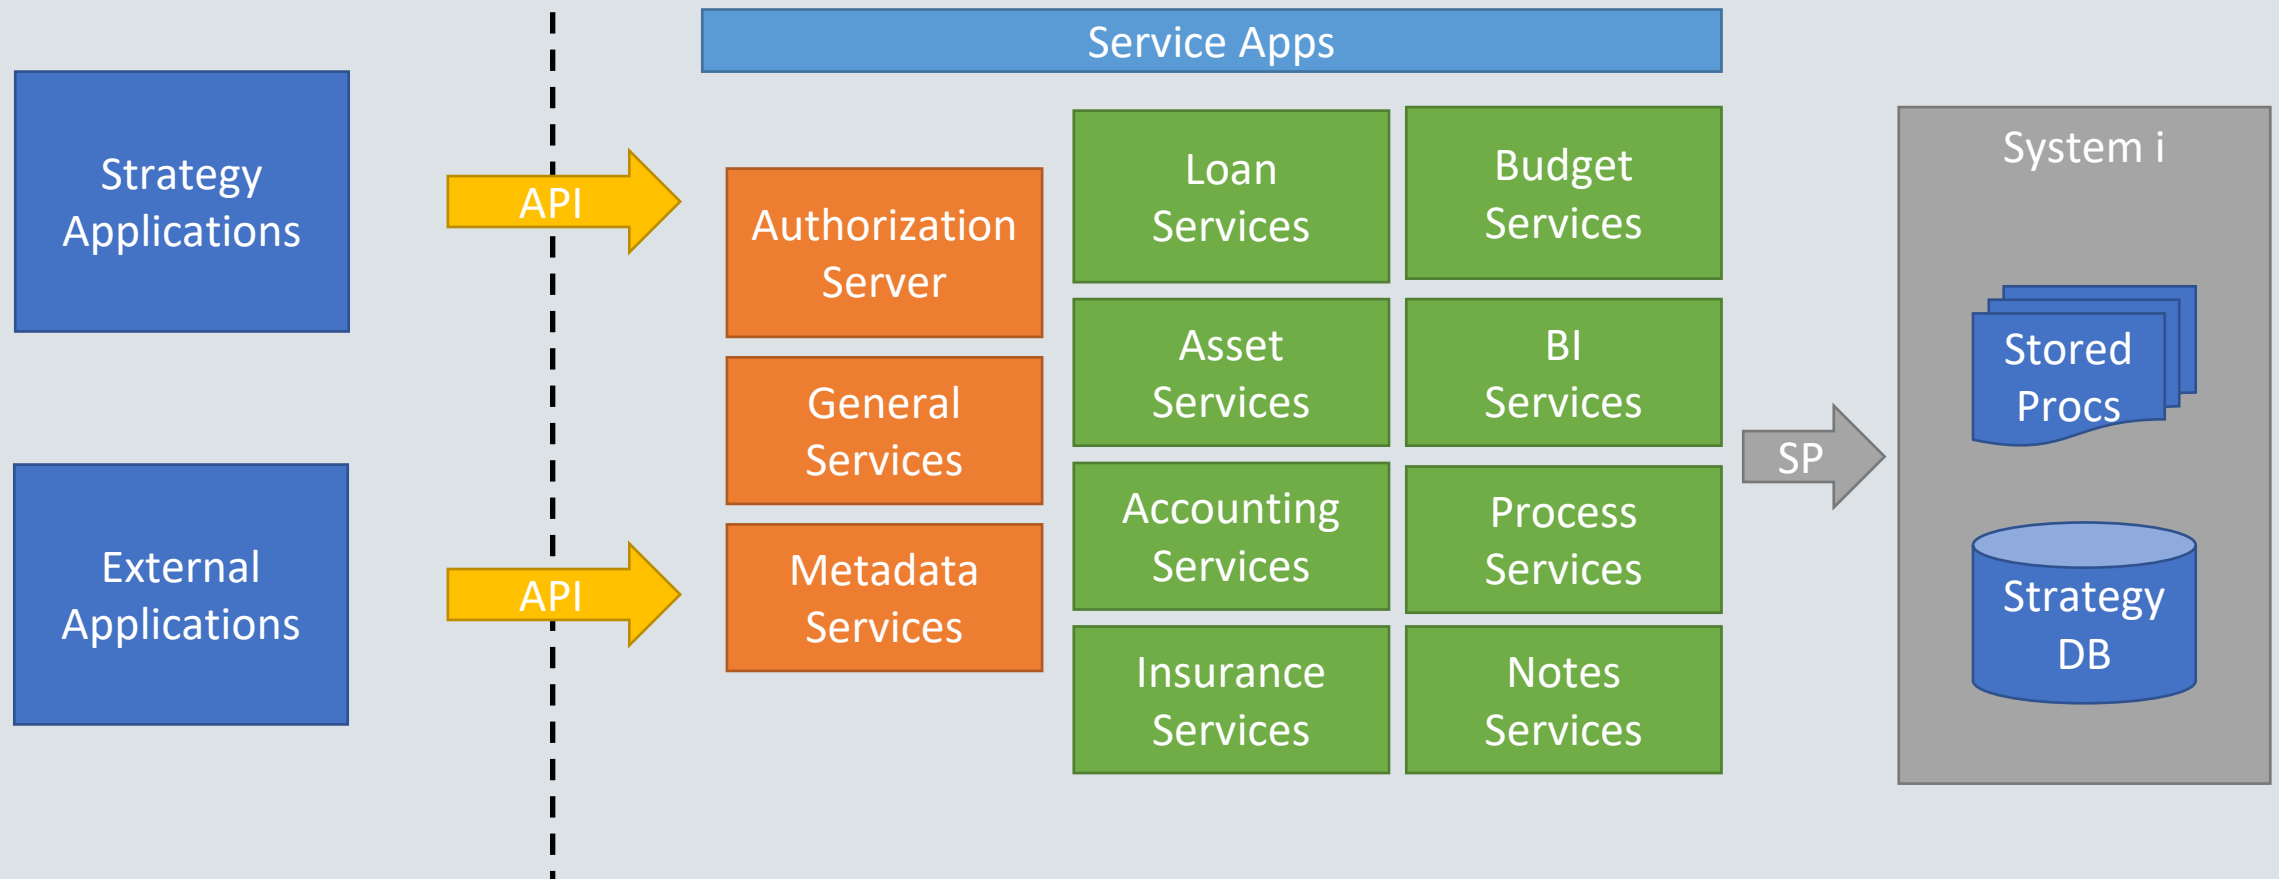 Service Apps
Strategy
Applications
API
External
Applications
API
Authorization
Server
General
Services
Metadata
Services
Loan
Services
Asset
Services
Accounting
Services
Insurance
Services
Budget
Services
BI
Services
Process
Services
Notes
Services
SP
System i
Stored
Procs
Strategy
DB